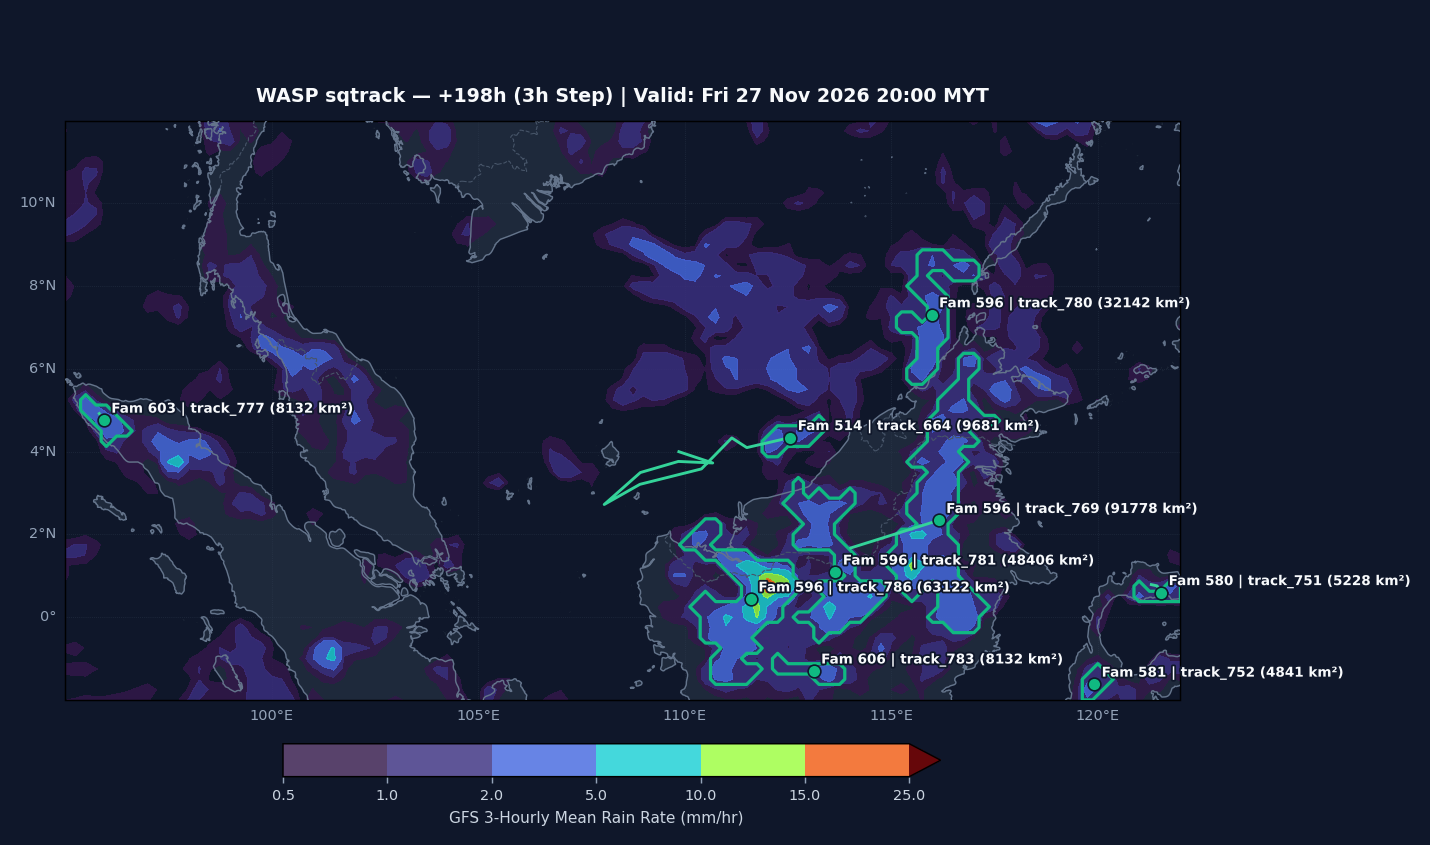 WASP sqtrack — +198h (3h Step) | Valid: Fri 27 Nov 2026 20:00 MYT
10°N
8°N
6°N
4°N
2°N
0°
Fam 596 | track_780 (32142 km²)
Fam 603 | track_777 (8132 km²)
Fam 514 | track_664 (9681 km²)
Fam 596 | track_769 (91778 km²)
Fam 596 | track_781 (48406 km²)
Fam 580 | track_751 (5228 km²)
Fam 596 | track_786 (63122 km²)
Fam 606 | track_783 (8132 km²)
Fam 581 | track_752 (4841 km²)
100°E 105°E 110°E 115°E 120°E
0.5 1.0 2.0 5.0 10.0 15.0 25.0
GFS 3-Hourly Mean Rain Rate (mm/hr)